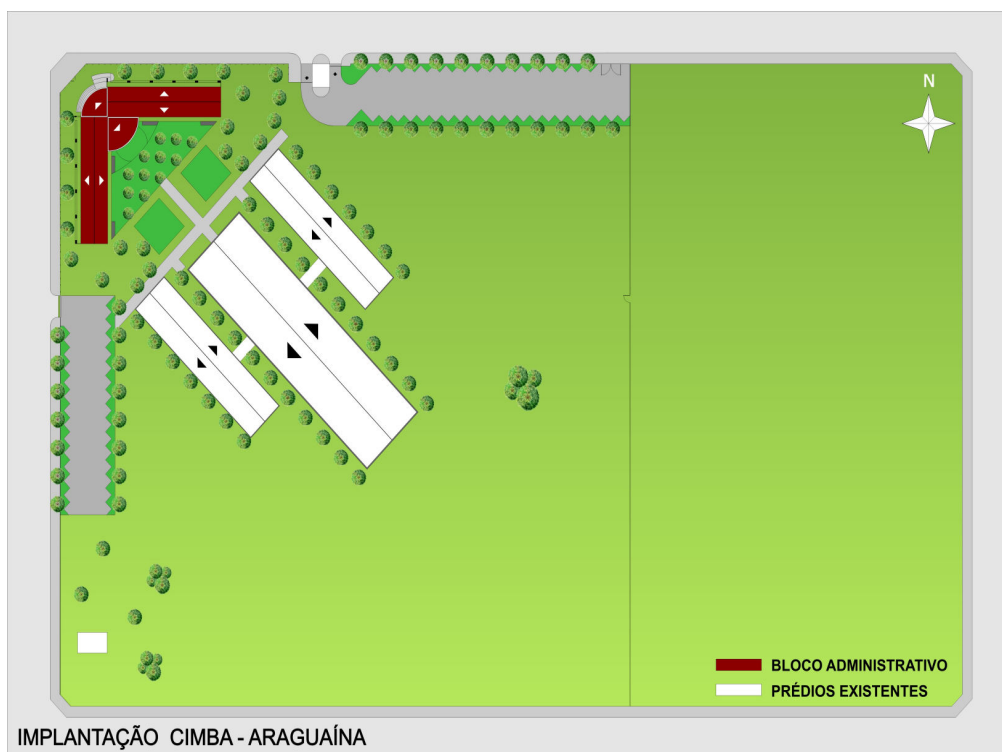 N
BLOCO ADMINISTRATIVO
PRÉDIOS EXISTENTES
IMPLANTAÇÃO CIMBA - ARAGUAÍNA